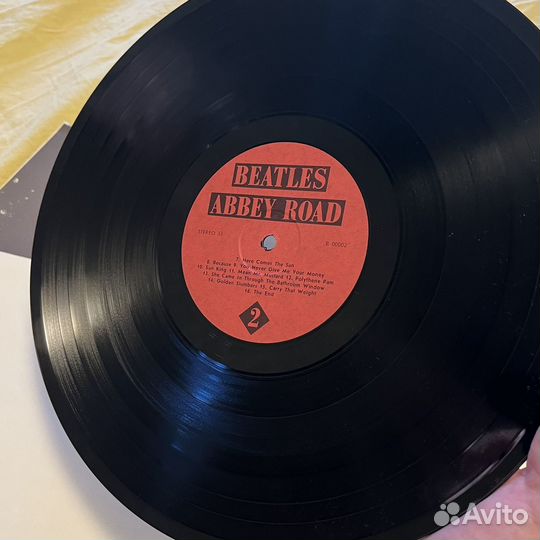 BEATLES
ABBEY ROAD
STEREO 33
R 00002
7. Here Comes The Sun
8. Because 9. You Never Give Me Your Money
10. Sun King 11. Mean Mr. Mustard 12. Polythene Pam
13. She Came In Through The Bathroom Window
14. Golden Slumbers 15. Carry That Weight
16. The End
2
Avito